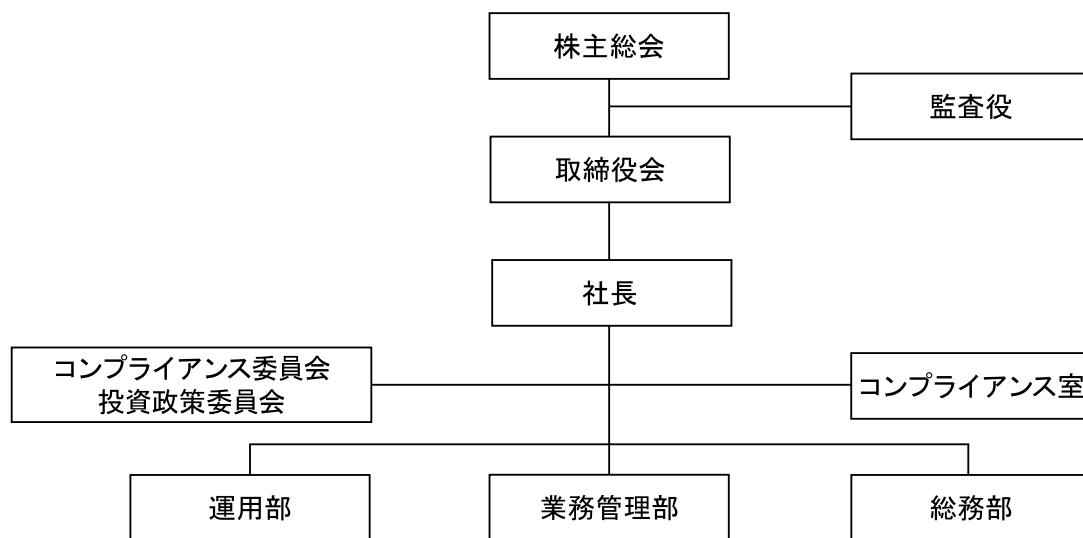 株主総会
監査役
取締役会
社長
コンプライアンス委員会
投資政策委員会
コンプライアンス室
運用部
業務管理部
総務部